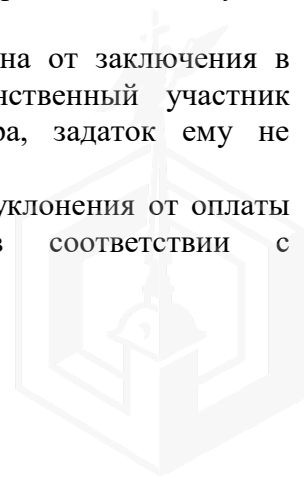 на от заключения в
нственный участник
ра, задаток ему не
уклонения от оплаты
в соответствии с